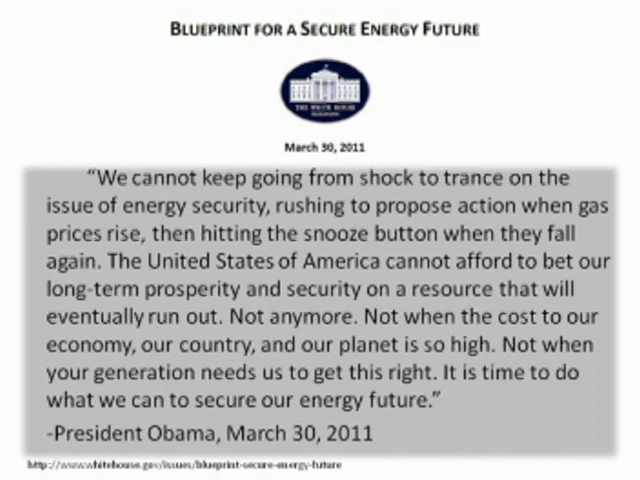 BLUEPRINT FOR A SECURE ENERGY FUTURE
THE WHITE HOUSE
March 30, 2011
“We cannot keep going from shock to trance on the
issue of energy security, rushing to propose action when gas
prices rise, then hitting the snooze button when they fall
again. The United States of America cannot afford to bet our
long-term prosperity and security on a resource that will
eventually run out. Not anymore. Not when the cost to our
economy, our country, and our planet is so high. Not when
your generation needs us to get this right. It is time to do
what we can to secure our energy future.”
-President Obama, March 30, 2011
http://www.whitehouse.gov/issues/blueprint-secure-energy-future